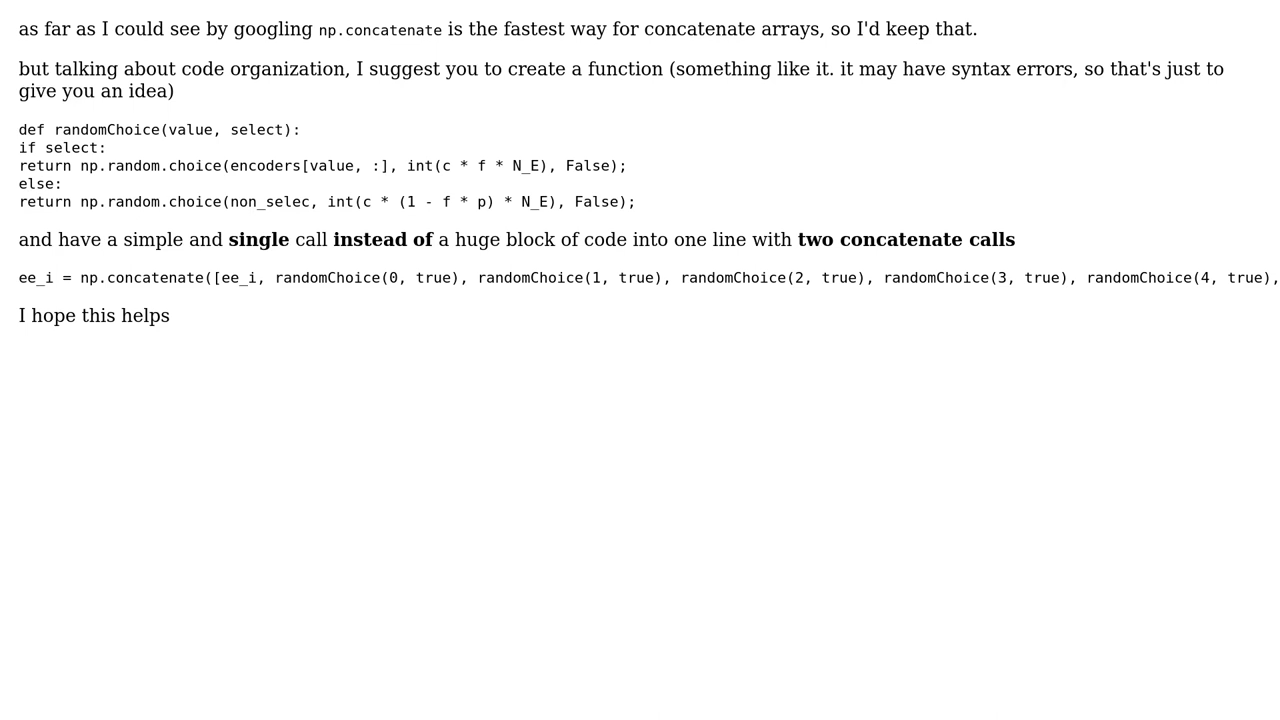 as far as I could see by googling np.concatenate is the fastest way for concatenate arrays, so I'd keep that.
but talking about code organization, I suggest you to create a function (something like it. it may have syntax errors, so that's just to
give you an idea)
def randomChoice(value, select):
if select:
return np.random.choice(encoders[value, :], int(c * f * N_E), False);
else:
return np.random.choice(non_selec, int(c * (1 - f * p) * N_E), False);
and have a simple and single call instead of a huge block of code into one line with two concatenate calls
ee_i = np.concatenate([ee_i, randomChoice(0, true), randomChoice(1, true), randomChoice(2, true), randomChoice(3, true), randomChoice(4, true),
I hope this helps